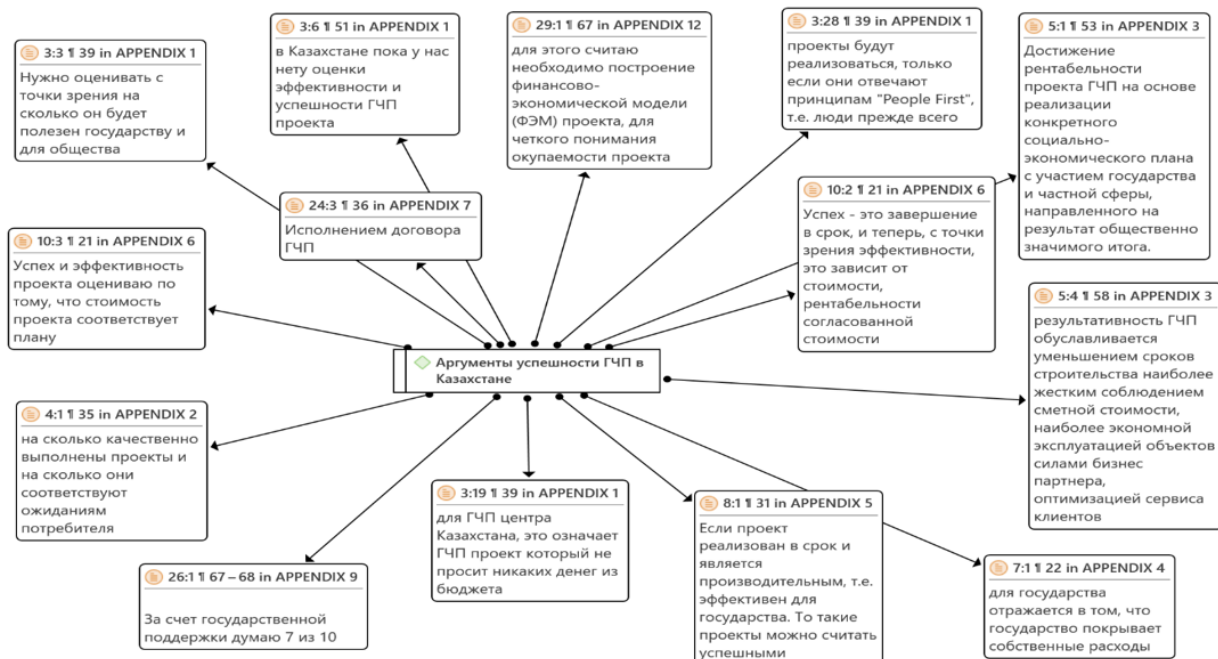 3:3 ¶ 39 in APPENDIX 1
Нужно оценивать с
точки зрения на
сколько он будет
полезен государству и
для общества
3:6 ¶ 51 in APPENDIX 1
в Казахстане пока у нас
нету оценки
эффективности и
успешности ГЧП
проекта
29:1 ¶ 67 in APPENDIX 12
для этого считаю
необходимо построение
финансово-
экономической модели
(ФЭМ) проекта, для
четкого понимания
окупаемости проекта
3:28 ¶ 39 in APPENDIX 1
проекты будут
реализоваться, только
если они отвечают
принципам "People First",
т.е. люди прежде всего
5:1 ¶ 53 in APPENDIX 3
Достижение
рентабельности
проекта ГЧП на основе
реализации
конкретного
социально-
экономического плана
с участием государства
и частной сферы,
направленного на
результат общественно
значимого итога.
24:3 ¶ 36 in APPENDIX 7
Исполнением договора
ГЧП
10:2 ¶ 21 in APPENDIX 6
Успех - это завершение
в срок, и теперь, с точки
зрения эффективности,
это зависит от
стоимости,
рентабельности
согласованной
стоимости
10:3 ¶ 21 in APPENDIX 6
Успех и эффективность
проекта оцениваю по
тому, что стоимость
проекта соответствует
плану
5:4 ¶ 58 in APPENDIX 3
результативность ГЧП
обуславливается
уменьшением сроков
строительства наиболее
жестким соблюдением
сметной стоимости,
наиболее экономной
эксплуатацией объектов
силами бизнес
партнера,
оптимизацией сервиса
клиентов
Аргументы успешности ГЧП в
Казахстане
4:1 ¶ 35 in APPENDIX 2
на сколько качественно
выполнены проекты и
на сколько они
соответствуют
ожиданиям
потребителя
3:19 ¶ 39 in APPENDIX 1
для ГЧП центра
Казахстана, это означает
ГЧП проект который не
просит никаких денег из
бюджета
8:1 ¶ 31 in APPENDIX 5
Если проект
реализован в срок и
является
производительным, т.е.
эффективен для
государства. То такие
проекты можно считать
успешными
26:1 ¶ 67 – 68 in APPENDIX 9
За счет государственной
поддержки думаю 7 из 10
7:1 ¶ 22 in APPENDIX 4
для государства
отражается в том, что
государство покрывает
собственные расходы